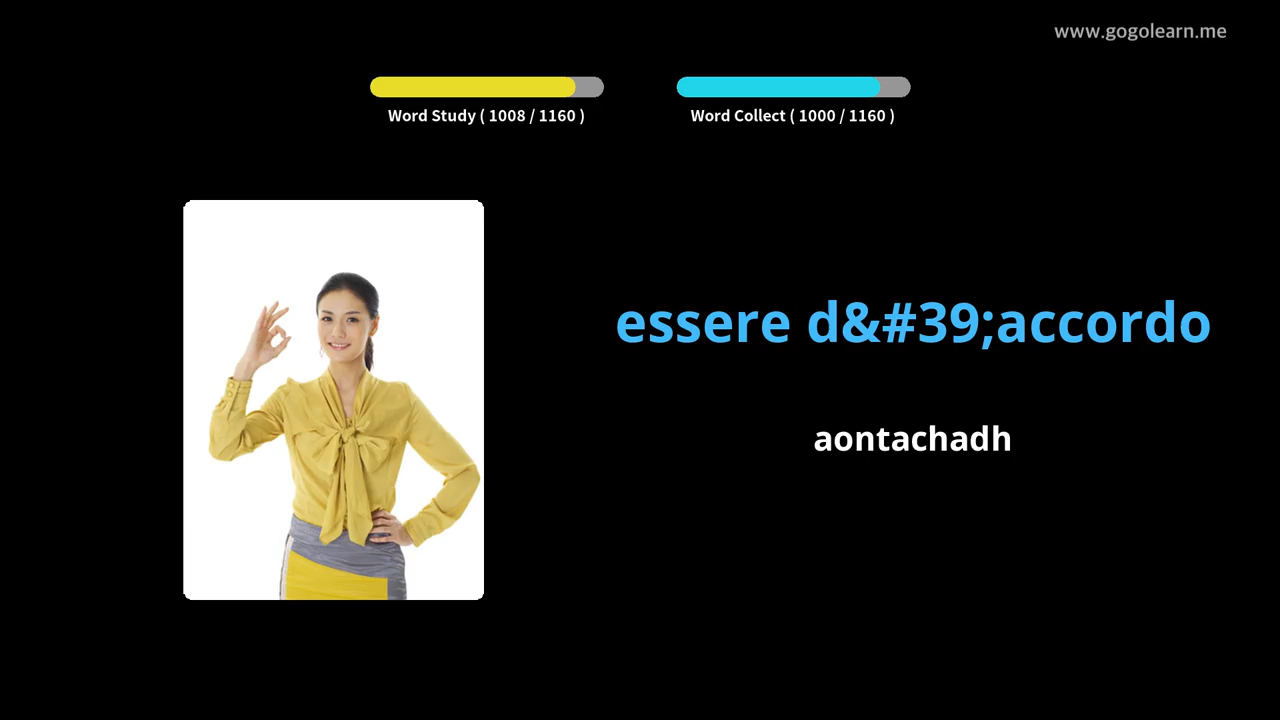 www.gogolearn.me
Word Study ( 1008 / 1160 )
Word Collect ( 1000 / 1160 )
essere d&#39;accordo
aontachadh